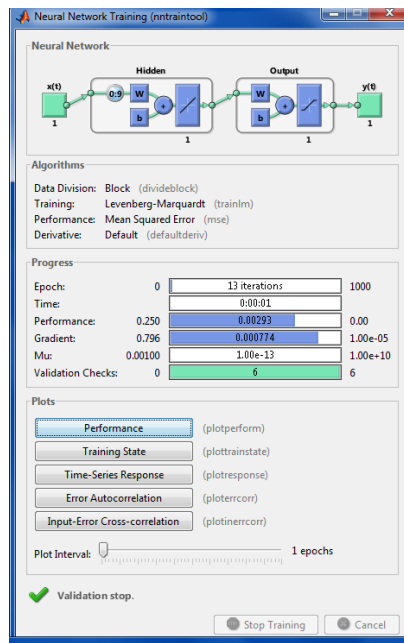 Neural Network Training (nntraintool)
Neural Network
Hidden Output
x(t) y(t)
0:9 W + W +
b b
1 1 1 1
Algorithms
Data Division: Block (divideblock)
Training: Levenberg-Marquardt (trainlm)
Performance: Mean Squared Error (mse)
Derivative: Default (defaultderiv)
Progress
Epoch: 0 13 iterations 1000
Time: 0:00:01
Performance: 0.250 0.00293 0.00
Gradient: 0.796 0.000774 1.00e-05
Mu: 0.00100 1.00e-13 1.00e+10
Validation Checks: 0 6 6
Plots
Performance (plotperform)
Training State (plottrainstate)
Time-Series Response (plotresponse)
Error Autocorrelation (ploterrcorr)
Input-Error Cross-correlation (plotinerrcorr)
Plot Interval: 1 epochs
Validation stop.
Stop Training Cancel